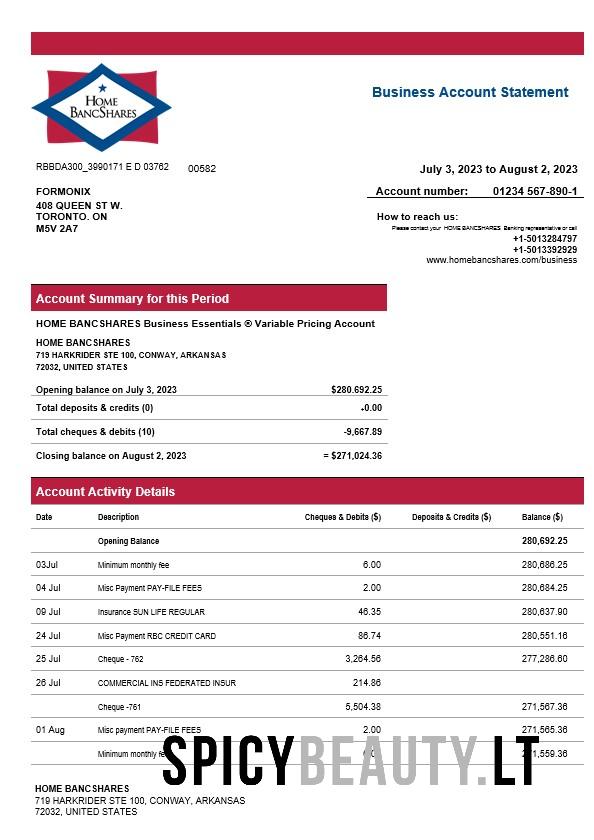 HOME
BANCSHARES
Business Account Statement
RBBDA300_3990171 E D 03762 00582
July 3, 2023 to August 2, 2023
FORMONIX
408 QUEEN ST W.
TORONTO. ON
M5V 2A7
Account number: 01234 567-890-1
How to reach us:
Please contact your HOME BANCSHARES Banking representative or call
+1-5013284797
+1-5013392929
www.homebancshares.com/business
Account Summary for this Period
HOME BANCSHARES Business Essentials ® Variable Pricing Account
HOME BANCSHARES
719 HARKRIDER STE 100, CONWAY, ARKANSAS
72032, UNITED STATES
Opening balance on July 3, 2023 $280.692.25
Total deposits & credits (0) +0.00
Total cheques & debits (10) -9,667.89
Closing balance on August 2, 2023 = $271,024.36
Account Activity Details
Date Description Cheques & Debits ($) Deposits & Credits ($) Balance ($)
Opening Balance 280,692.25
03Jul Minimum monthly fee 6.00 280,686.25
04 Jul Misc Payment PAY-FILE FEES 2.00 280,684.25
09 Jul Insurance SUN LIFE REGULAR 46.35 280,637.90
24 Jul Misc Payment RBC CREDIT CARD 86.74 280,551.16
25 Jul Cheque - 762 3,264.56 277,286.60
26 Jul COMMERCIAL INS FEDERATED INSUR 214.86
Cheque -761 5,504.38 271,567.36
01 Aug Misc payment PAY-FILE FEES 2.00 271,565.36
Minimum monthly
SPICYBEAUTY.LT
HOME BANCSHARES
719 HARKRIDER STE 100, CONWAY, ARKANSAS
72032, UNITED STATES